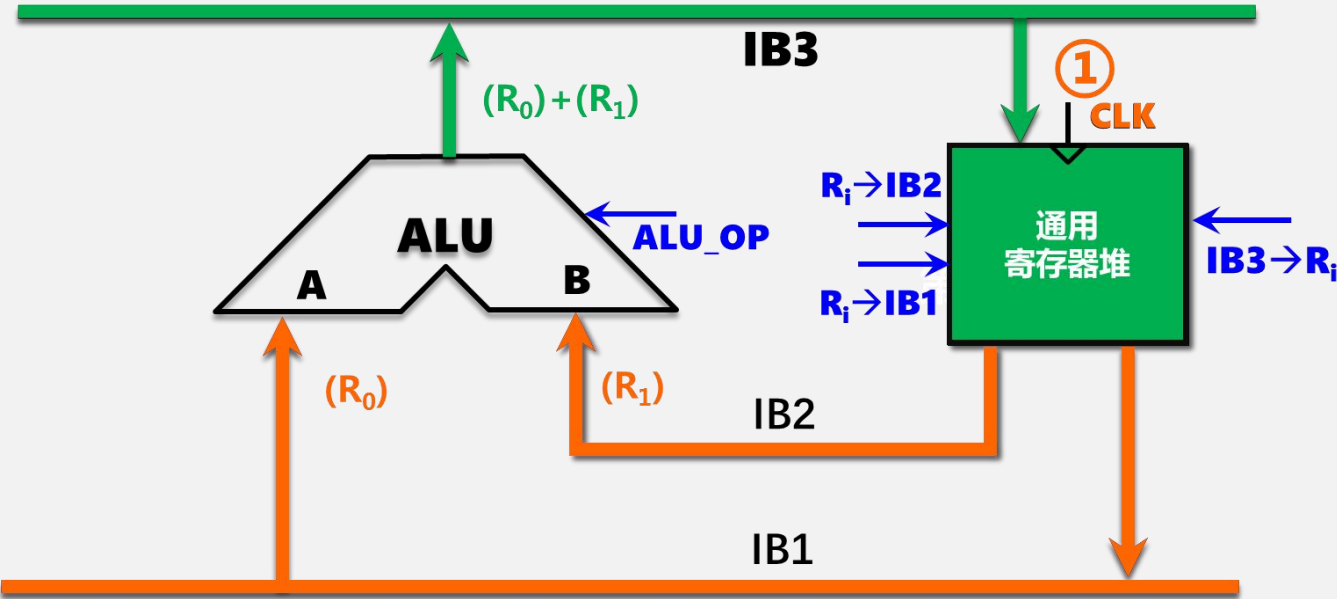 IB3
①
CLK
(R₀)+(R₁)
Rᵢ→IB2
ALU
ALU_OP
通用
寄存器堆
IB3→Rᵢ
A
B
Rᵢ→IB1
(R₀)
(R₁)
IB2
IB1